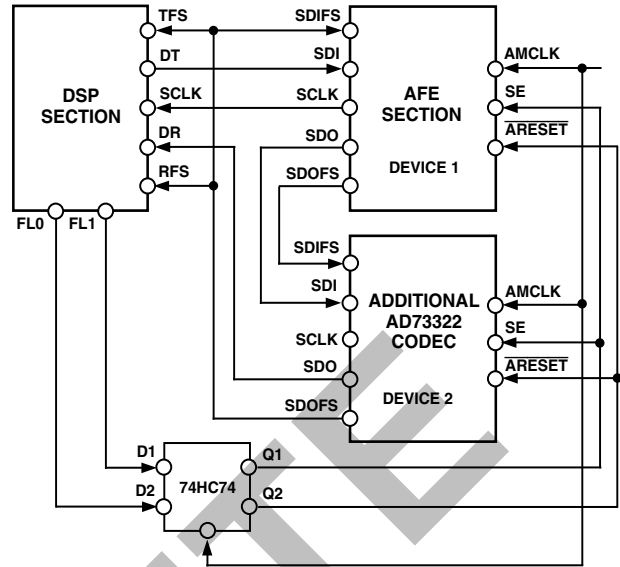 TFS
DT
SCLK
DR
RFS
DSP
SECTION
FL0
FL1
SDIFS
SDI
SCLK
SDO
SDOFS
AFE
SECTION
DEVICE 1
AMCLK
SE
ARESET
SDIFS
SDI
SCLK
SDO
SDOFS
ADDITIONAL
AD73322
CODEC
DEVICE 2
AMCLK
SE
ARESET
D1
D2
74HC74
Q1
Q2
TE